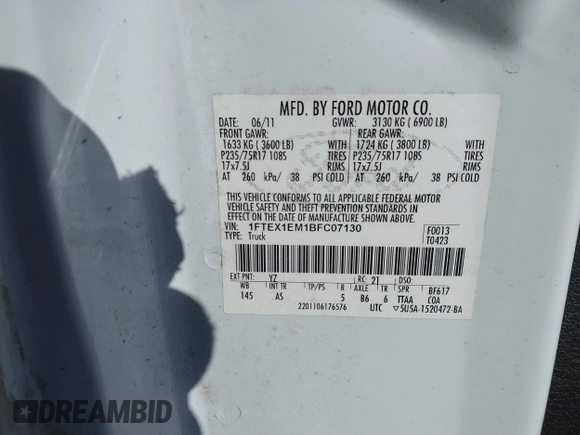 MFD. BY FORD MOTOR CO.
DATE: 06/11 GVWR: 3130 KG ( 6900 LB)
FRONT GAWR: REAR GAWR:
1633 KG ( 3600 LB) WITH 1724 KG ( 3800 LB) WITH
P235/75R17 108S TIRES P235/75R17 108S TIRES
17x7.5J RIMS 17x7.5J RIMS
AT 260 kPa/ 38 PSI COLD AT 260 kPa/ 38 PSI COLD
THIS VEHICLE CONFORMS TO ALL APPLICABLE FEDERAL MOTOR
VEHICLE SAFETY AND THEFT PREVENTION STANDARDS IN
EFFECT ON THE DATE OF MANUFACTURE SHOWN ABOVE.
VIN: 1FTEX1EM1BFC07130 F0013
TYPE: Truck T0423
EXT PNT: YZ RC: 21 DSO:
WB INT TR TP/PS R AXLE TR SPR BF617
145 AS 5 B6 6 TTAA COA
2201106176576 UTC ▽5U5A-1520472-BA
DREAMBID